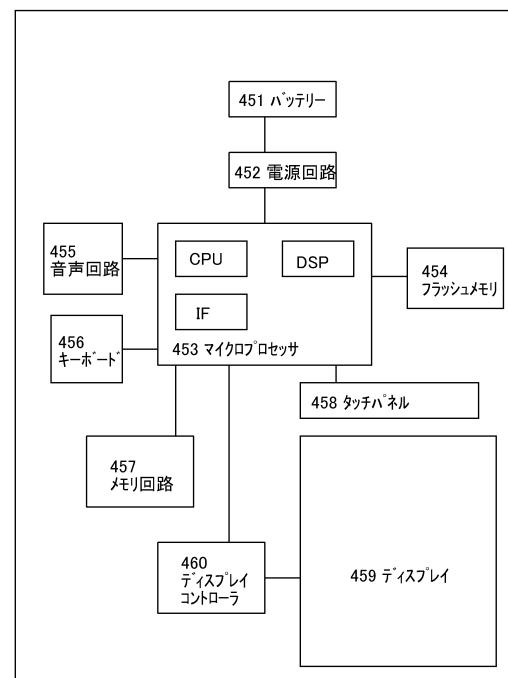 451 バッテリー
452 電源回路
CPU
DSP
IF
453 マイクロプロセッサ
455
音声回路
454
フラッシュメモリ
456
キーボード
458 タッチパネル
457
メモリ回路
460
ディスプレイ
コントローラ
459 ディスプレイ